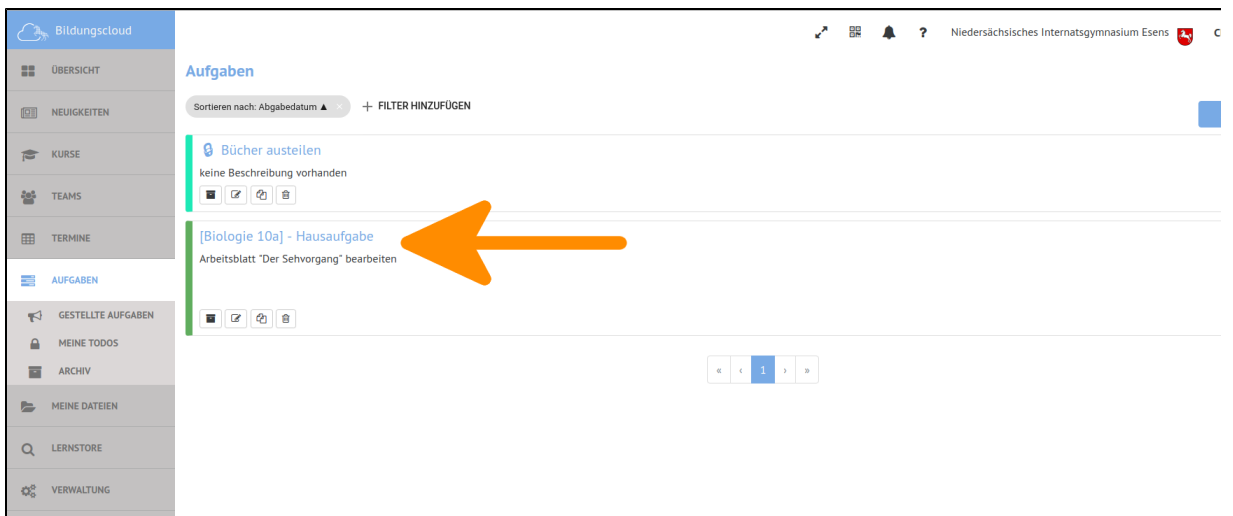 Bildungscloud
Niedersächsisches Internatsgymnasium Esens
ÜBERSICHT
NEUIGKEITEN
KURSE
TEAMS
TERMINE
AUFGABEN
GESTELLTE AUFGABEN
MEINE TODOS
ARCHIV
MEINE DATEIEN
LERNSTORE
VERWALTUNG
Aufgaben
Sortieren nach: Abgabedatum ▲ ×
+ FILTER HINZUFÜGEN
Bücher austeilen
keine Beschreibung vorhanden
[Biologie 10a] - Hausaufgabe
Arbeitsblatt "Der Sehvorgang" bearbeiten
« ‹ 1 › »